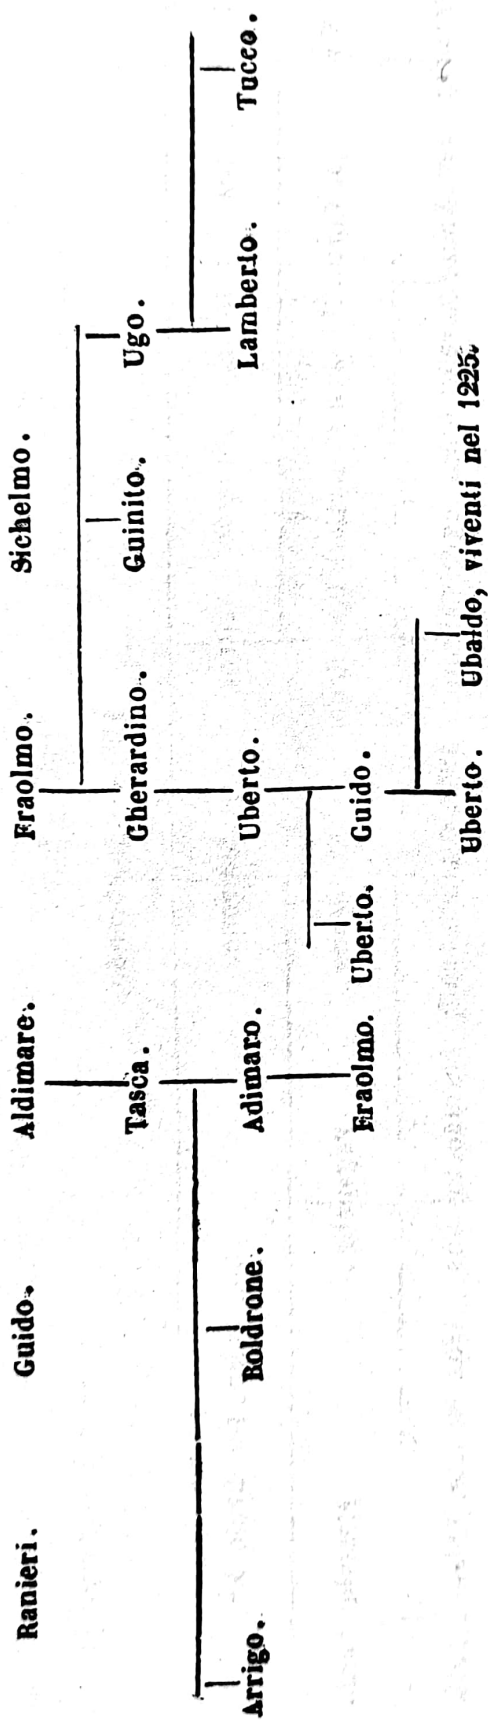 Ranieri. Guido. Aldimare. Fraolmo. Sichelmo.
Tasca. Gherardino. Guinito. Ugo.
Arrigo. Boldrone. Adimaro. Uberto. Lamberto. Tucco.
Fraolmo. Uberto. Guido.
Uberto. Ubaldo, viventi nel 1225.